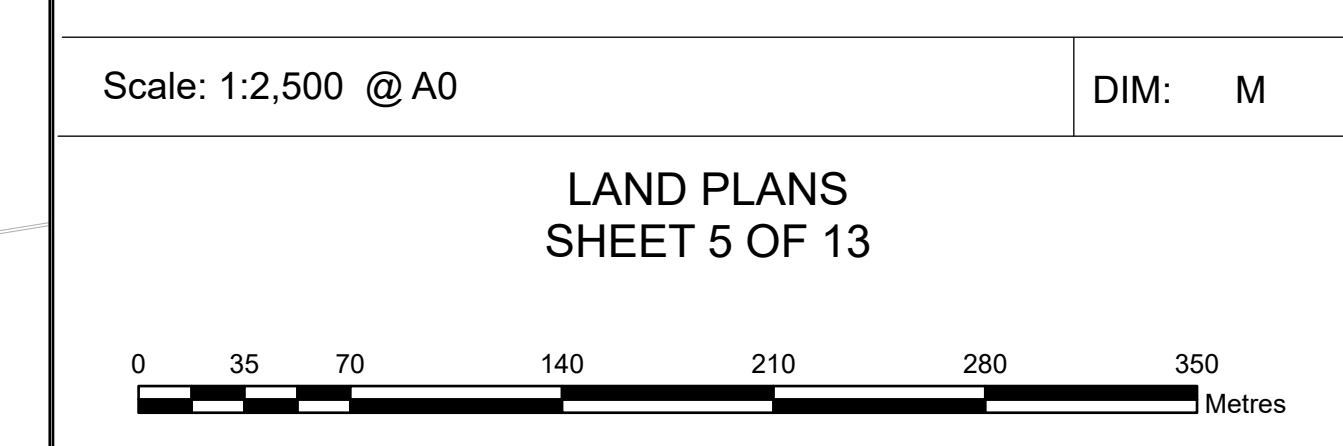 Scale: 1:2,500 @ A0
DIM: M
LAND PLANS
SHEET 5 OF 13
0 35 70 140 210 280 350
Metres